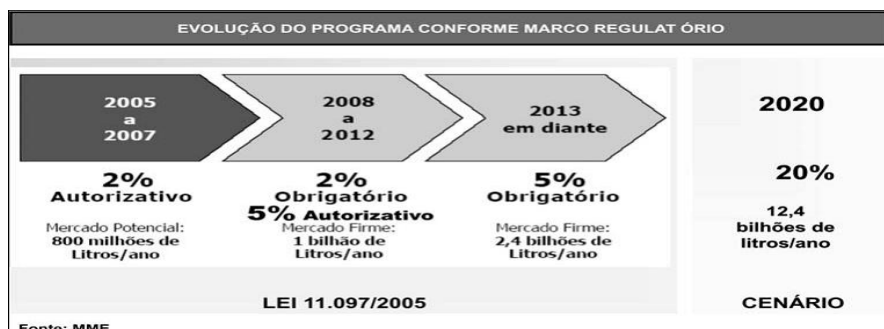 EVOLUÇÃO DO PROGRAMA CONFORME MARCO REGULAT ÓRIO
2005
a
2007
2008
a
2012
2013
em diante
2020
2%
Autorizativo
Mercado Potencial:
800 milhões de
Litros/ano
2%
Obrigatório
5% Autorizativo
Mercado Firme:
1 bilhão de
Litros/ano
5%
Obrigatório
Mercado Firme:
2,4 bilhões de
Litros/ano
20%
12,4
bilhões de
litros/ano
LEI 11.097/2005
CENÁRIO
Fonte: MME